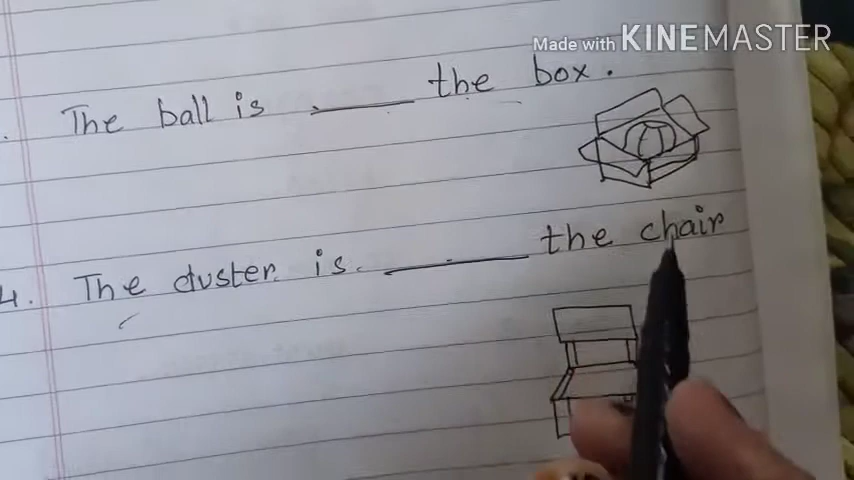 Made with KINEMASTER
. The ball is ____ the box.
4. The duster is ____ the chair